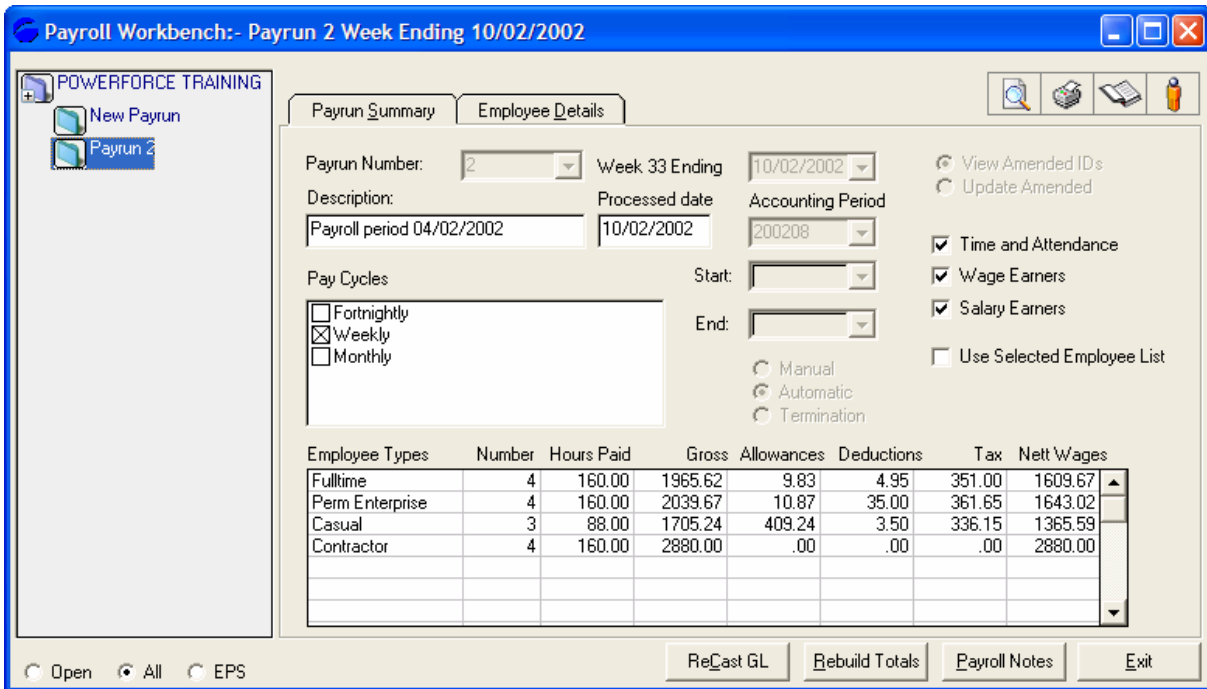 Payroll Workbench:- Payrun 2 Week Ending 10/02/2002
POWERFORCE TRAINING
New Payrun
Payrun 2
Payrun Summary Employee Details
Payrun Number: 2 Week 33 Ending 10/02/2002 View Amended IDs
Update Amended
Description: Processed date Accounting Period
Payroll period 04/02/2002 10/02/2002 200208
Time and Attendance
Pay Cycles Start: Wage Earners
Fortnightly Salary Earners
Weekly End:
Monthly Use Selected Employee List
Manual
Automatic
Termination
Employee Types Number Hours Paid Gross Allowances Deductions Tax Nett Wages
Fulltime 4 160.00 1965.62 9.83 4.95 351.00 1609.67
Perm Enterprise 4 160.00 2039.67 10.87 35.00 361.65 1643.02
Casual 3 88.00 1705.24 409.24 3.50 336.15 1365.59
Contractor 4 160.00 2880.00 .00 .00 .00 2880.00
Open All EPS ReCast GL Rebuild Totals Payroll Notes Exit